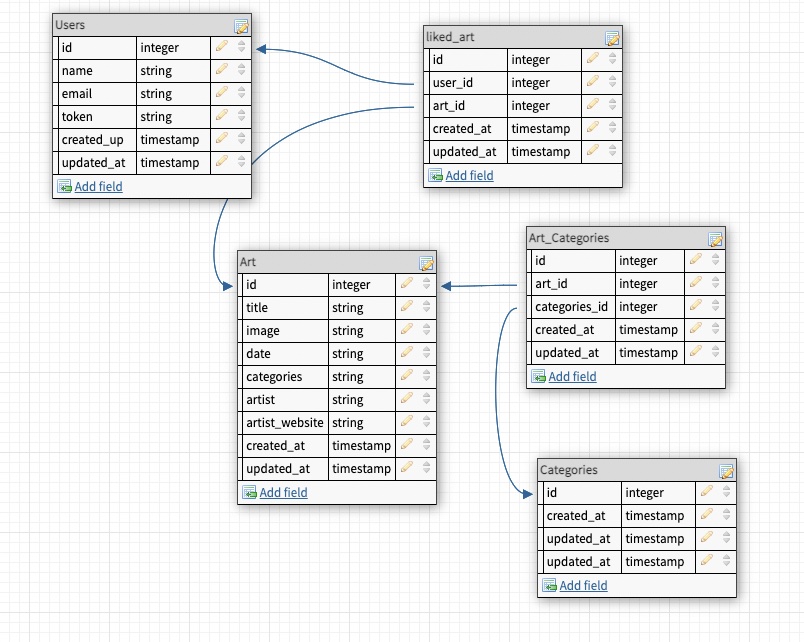 Users
id integer
name string
email string
token string
created_up timestamp
updated_at timestamp
Add field
liked_art
id integer
user_id integer
art_id integer
created_at timestamp
updated_at timestamp
Add field
Art
id integer
title string
image string
date string
categories string
artist string
artist_website string
created_at timestamp
updated_at timestamp
Add field
Art_Categories
id integer
art_id integer
categories_id integer
created_at timestamp
updated_at timestamp
Add field
Categories
id integer
created_at timestamp
updated_at timestamp
updated_at timestamp
Add field